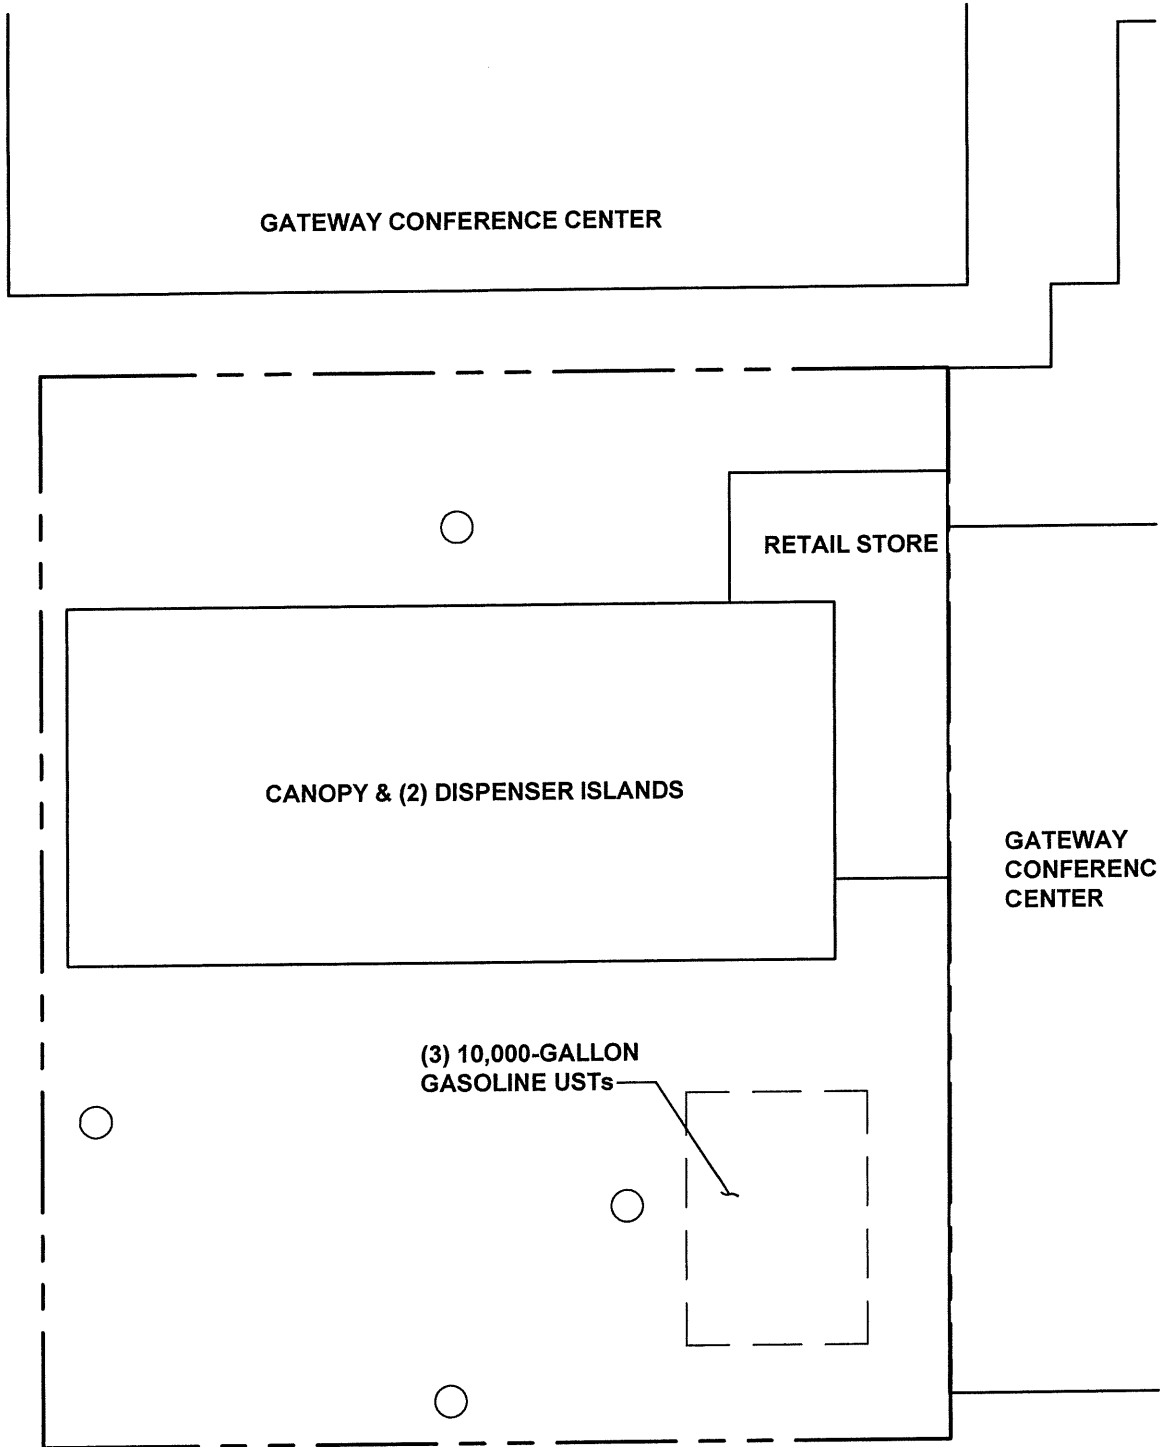 GATEWAY CONFERENCE CENTER
RETAIL STORE
CANOPY & (2) DISPENSER ISLANDS
GATEWAY
CONFERENC
CENTER
(3) 10,000-GALLON
GASOLINE USTs